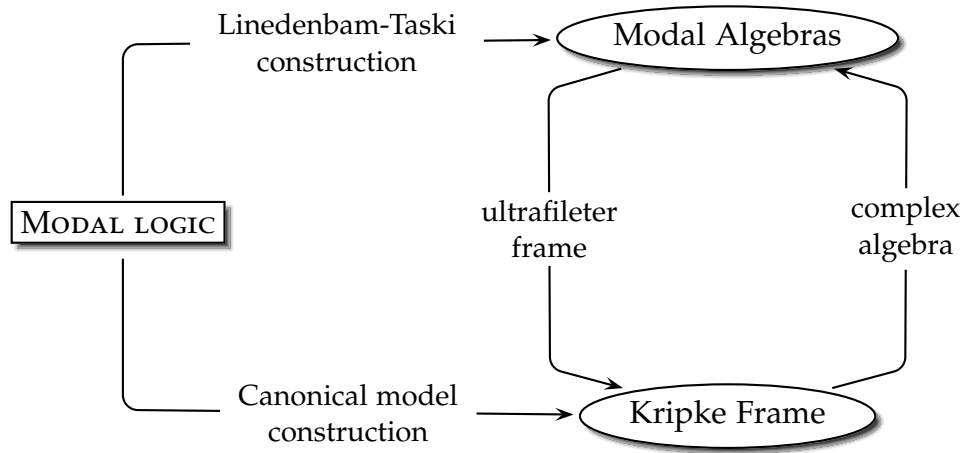 Linedenbam-Taski
construction
Modal Algebras
ultrafileter
frame
complex
algebra
MODAL LOGIC
Canonical model
construction
Kripke Frame